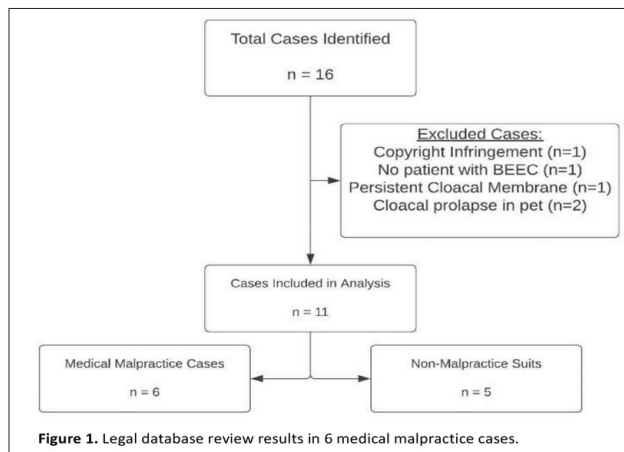 Total Cases Identified
n = 16
Excluded Cases:
Copyright Infringement (n=1)
No patient with BEEC (n=1)
Persistent Cloacal Membrane (n=1)
Cloacal prolapse in pet (n=2)
Cases Included in Analysis
n = 11
Medical Malpractice Cases
n = 6
Non-Malpractice Suits
n = 5
Figure 1. Legal database review results in 6 medical malpractice cases.